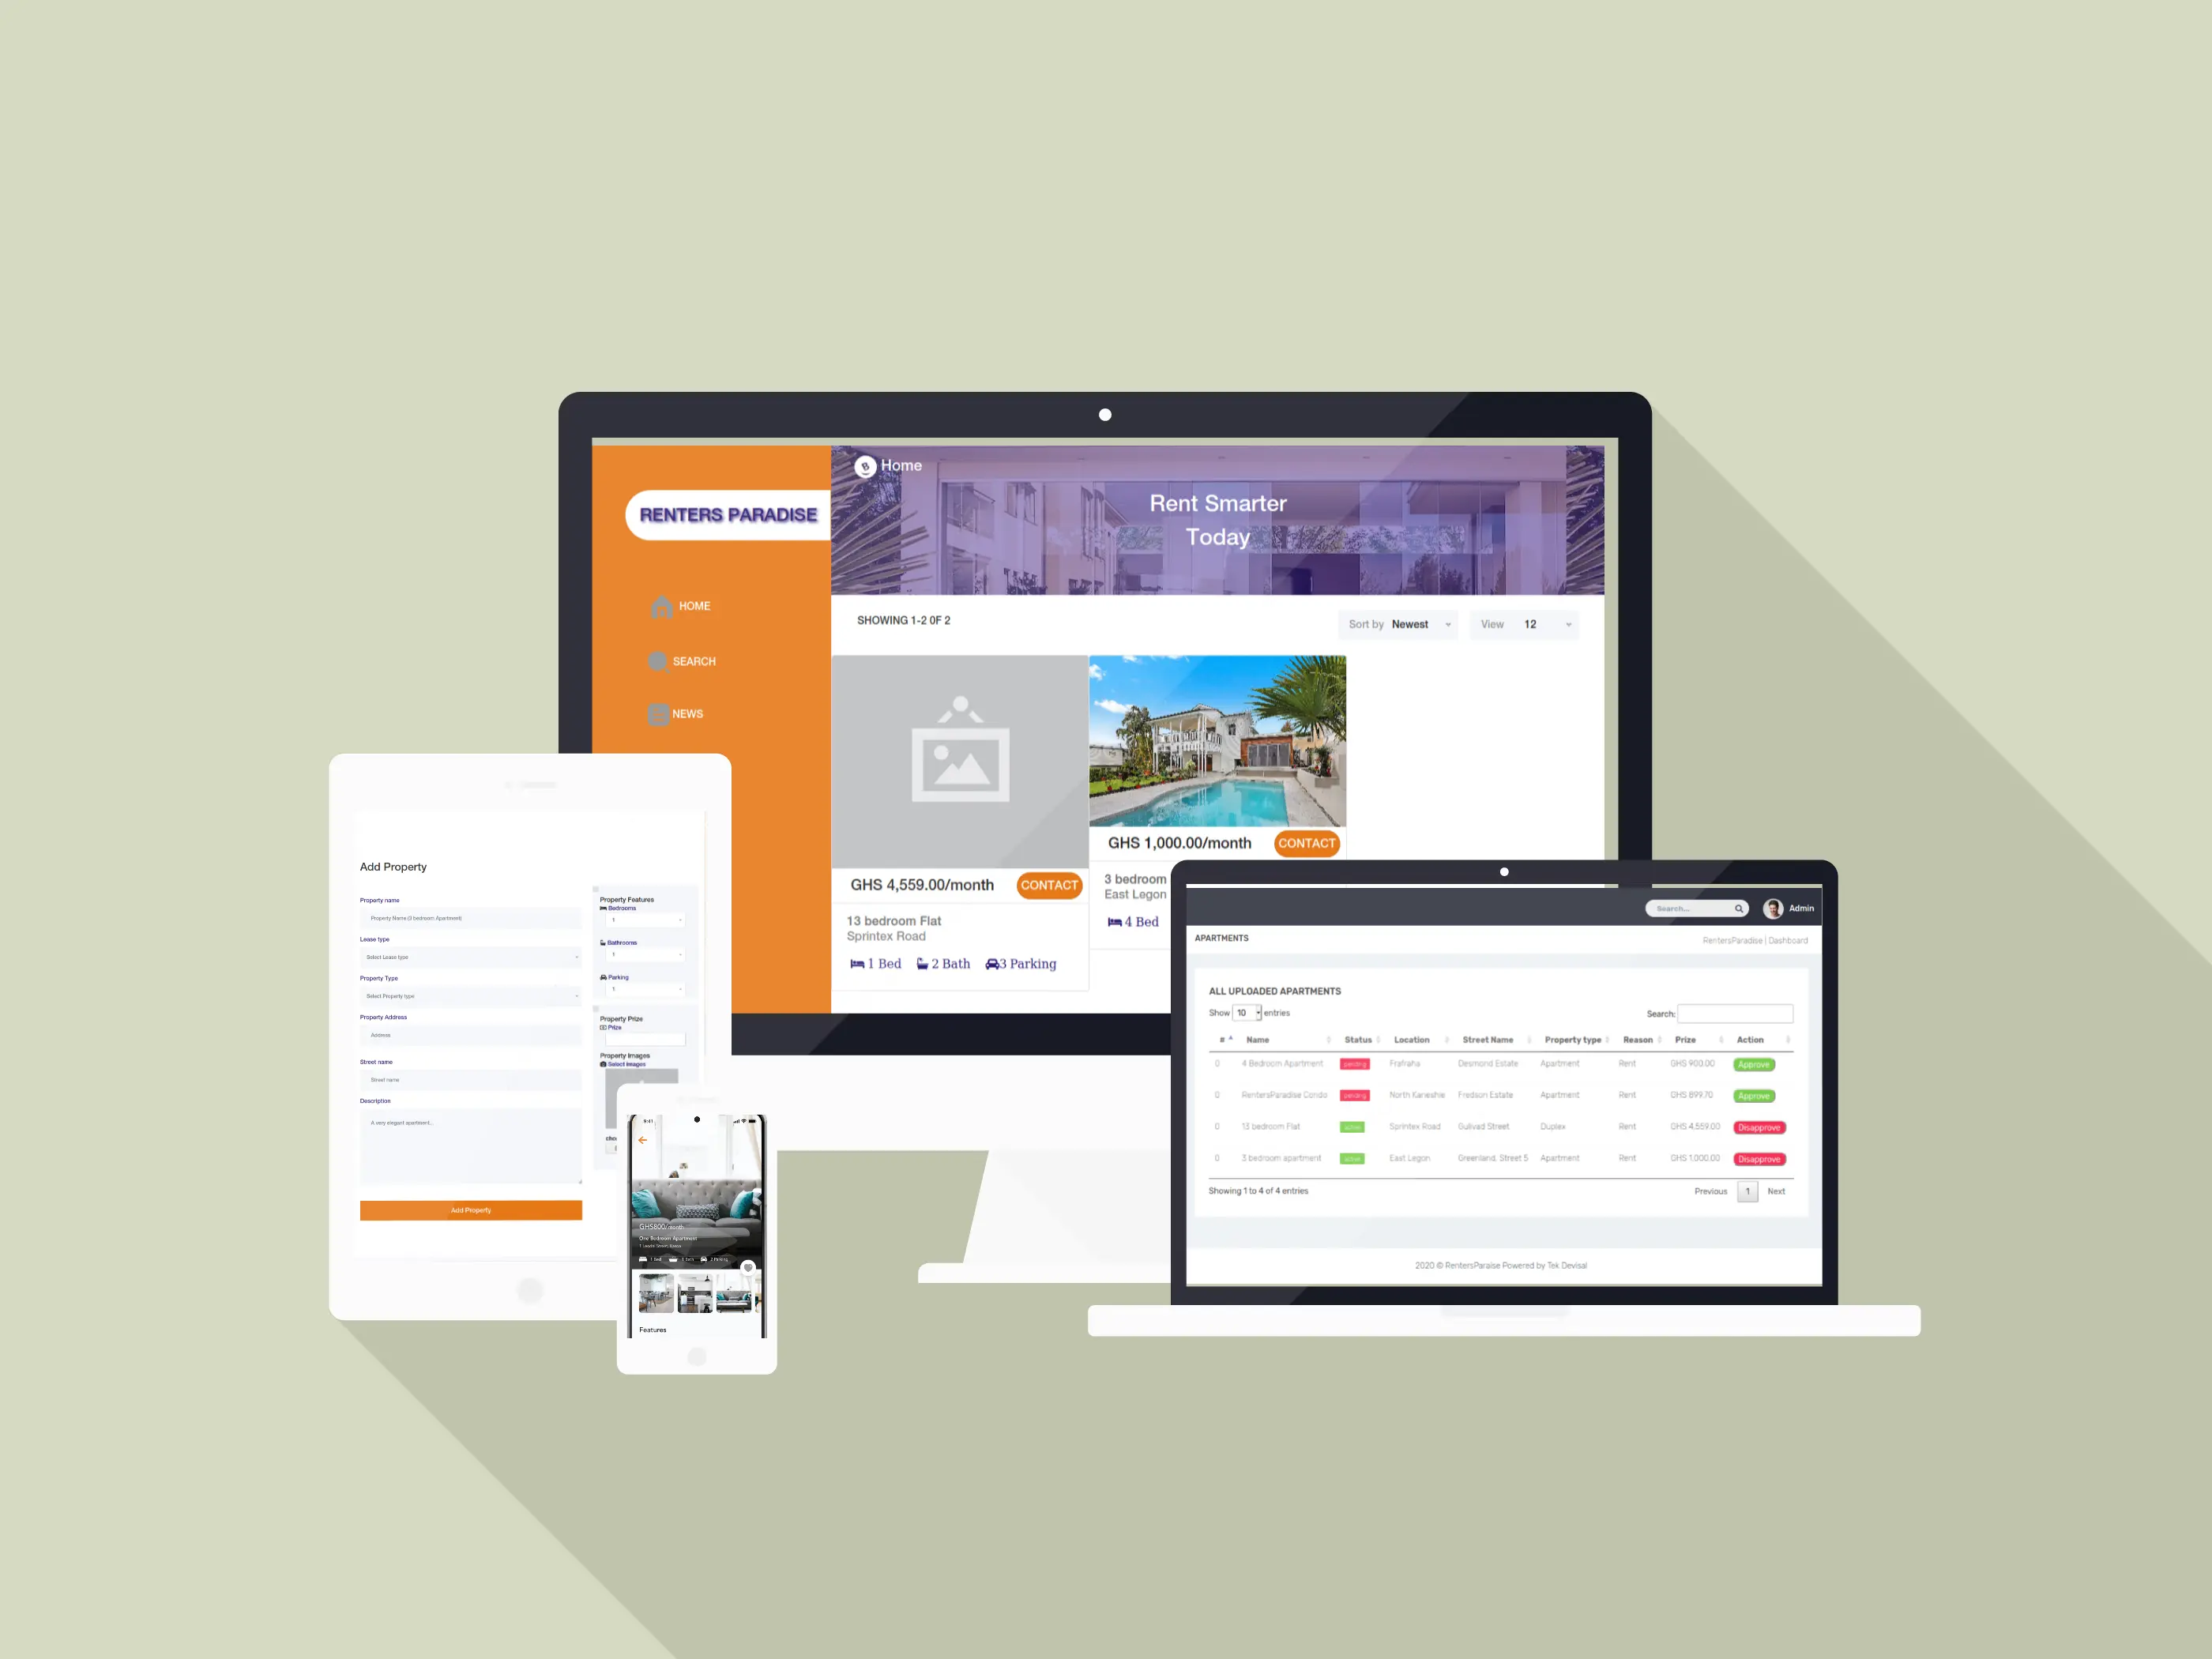 RENTERS PARADISE
HOME
SEARCH
NEWS
Home
Rent Smarter
Today
SHOWING 1-2 OF 2
Sort by Newest
View 12
GHS 4,559.00/month CONTACT
13 bedroom Flat
Sprintex Road
1 Bed 2 Bath 3 Parking
GHS 1,000.00/month CONTACT
3 bedroom
East Legon
4 Bed
Add Property
Property name
Property Name (3 bedroom Apartment)
Lease type
Select Lease type
Property Type
Select Property type
Property Address
Address
Street name
Street name
Description
A very elegant apartment...
Add Property
Property Features
Bedrooms
1
Bathrooms
1
Parking
1
Property Prize
Prize
Property Images
Select Images
9:41
GHS800/month
One Bedroom Apartment
1 Bed 2 Parking
Features
Search... Admin
APARTMENTS RentersParadise | Dashboard
ALL UPLOADED APARTMENTS
Show 10 entries Search:
# Name Status Location Street Name Property type Reason Prize Action
0 4 Bedroom Apartment pending Frafraha Desmond Estate Apartment Rent GHS 900.00 Approve
0 RentersParadise Condo pending North Kaneshie Fredson Estate Apartment Rent GHS 899.70 Approve
0 13 bedroom Flat active Sprintex Road Gulivad Street Duplex Rent GHS 4,559.00 Disapprove
0 3 bedroom apartment active East Legon Greenland. Street 5 Apartment Rent GHS 1,000.00 Disapprove
Showing 1 to 4 of 4 entries Previous 1 Next
2020 © RentersParaise Powered by Tek Devisal